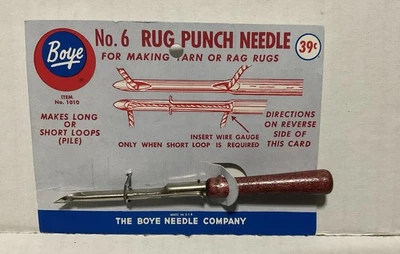 Boye
No. 6 RUG PUNCH NEEDLE
39¢
FOR MAKING YARN OR RAG RUGS
ITEM
No. 1010
MAKES LONG
OR
SHORT LOOPS
(PILE)
INSERT WIRE GAUGE
ONLY WHEN SHORT LOOP IS REQUIRED
DIRECTIONS
ON REVERSE
SIDE OF
THIS CARD
MADE IN U.S.A.
THE BOYE NEEDLE COMPANY